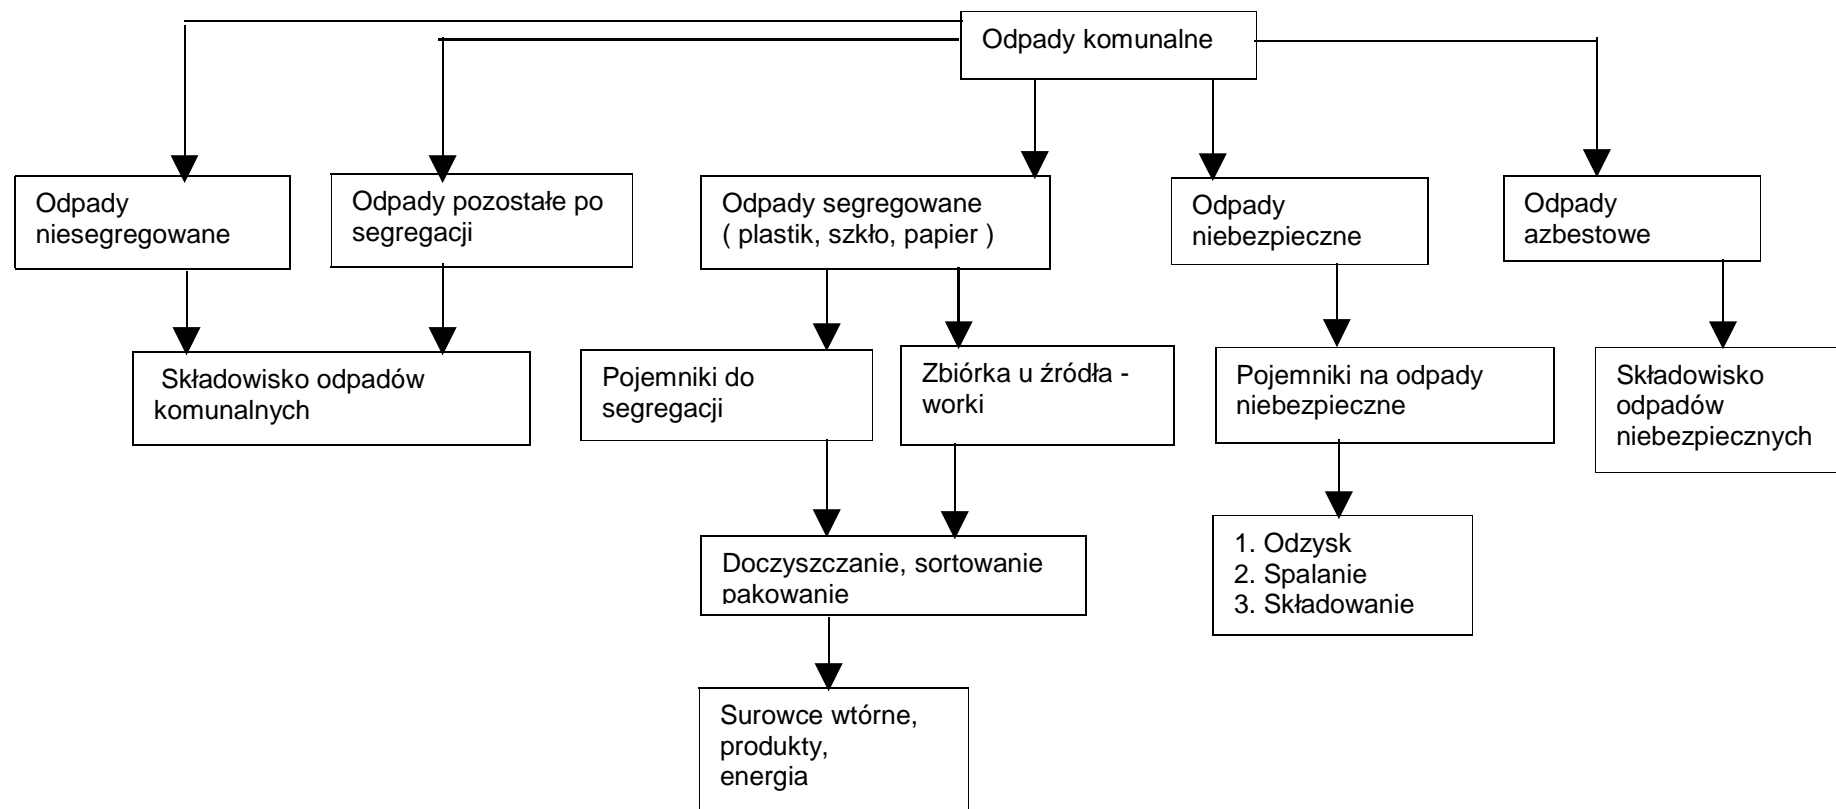 Odpady komunalne
Odpady
niesegregowane
Odpady pozostałe po
segregacji
Odpady segregowane
( plastik, szkło, papier )
Odpady
niebezpieczne
Odpady
azbestowe
Składowisko odpadów
komunalnych
Pojemniki do
segregacji
Zbiórka u źródła -
worki
Pojemniki na odpady
niebezpieczne
Składowisko
odpadów
niebezpiecznych
Doczyszczanie, sortowanie
pakowanie
1. Odzysk
2. Spalanie
3. Składowanie
Surowce wtórne,
produkty,
energia